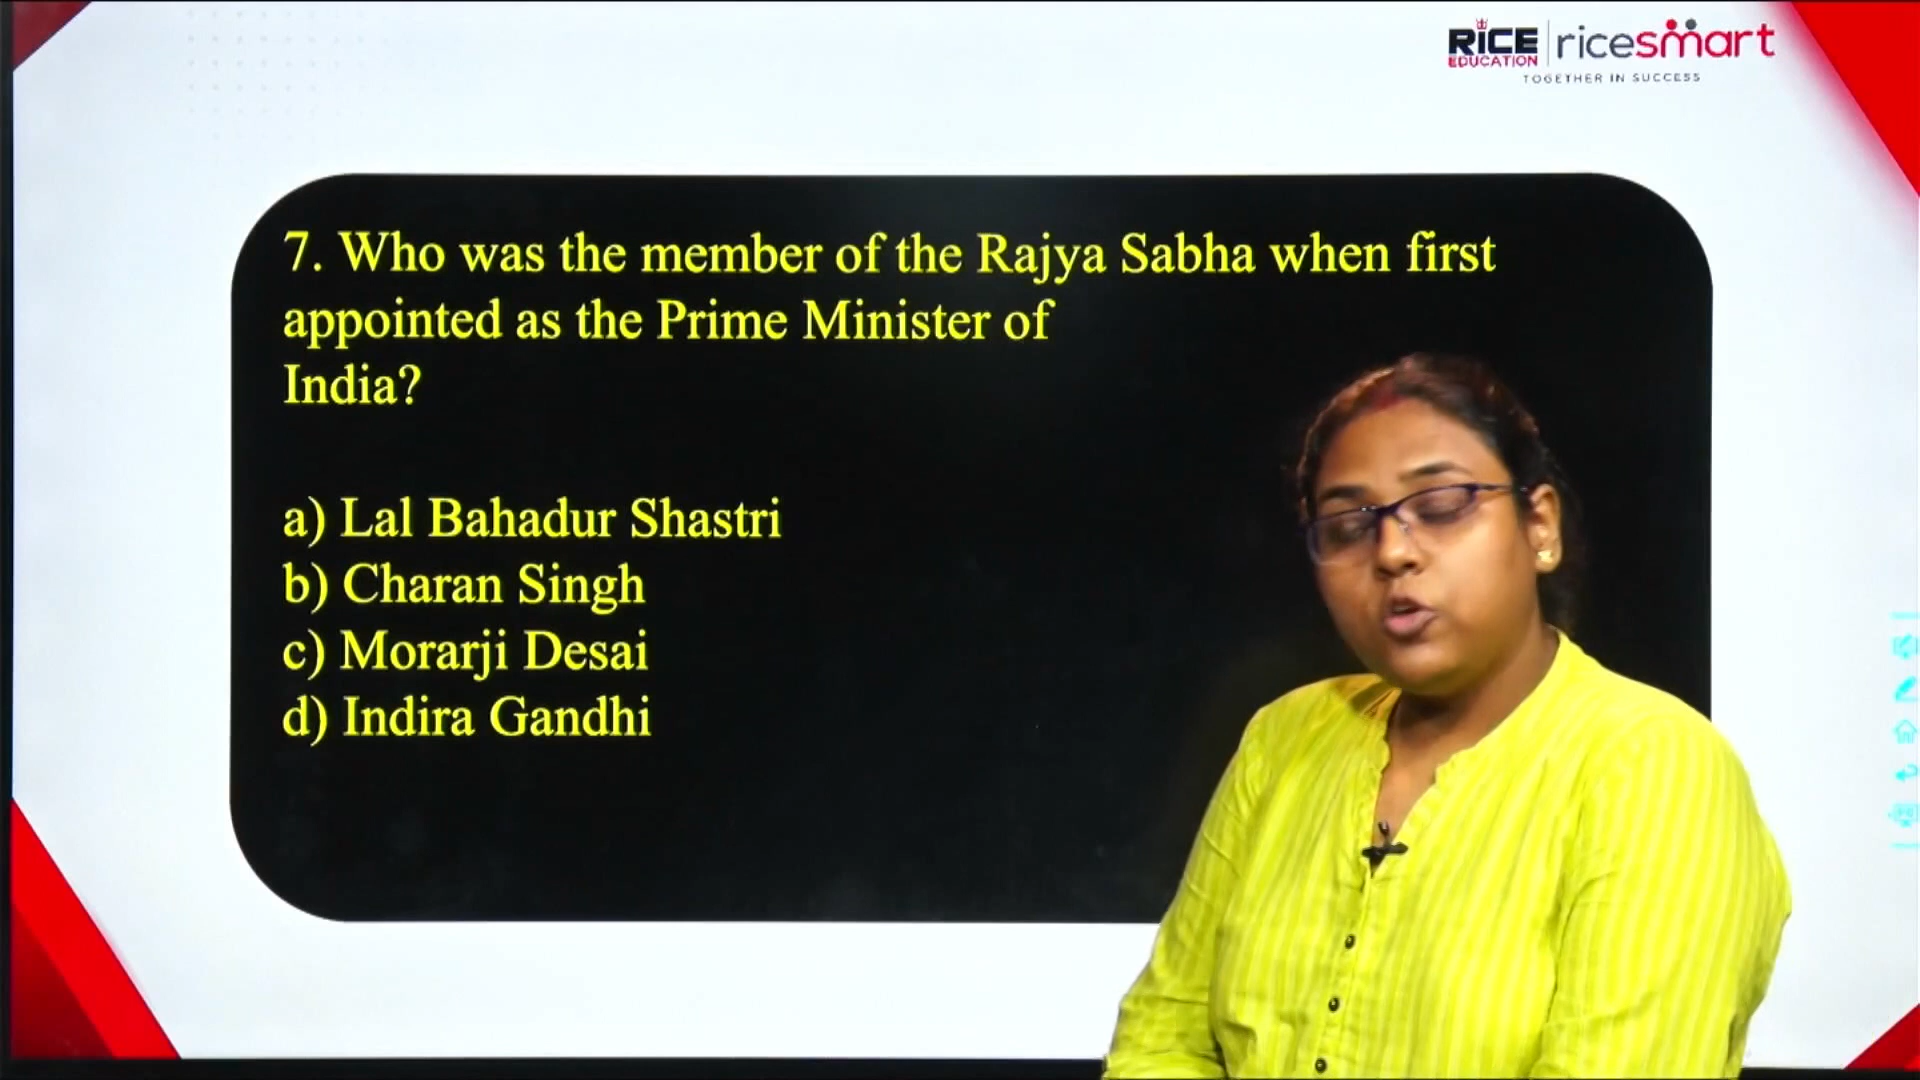 RICE
EDUCATION
ricesmart
TOGETHER IN SUCCESS
7. Who was the member of the Rajya Sabha when first
appointed as the Prime Minister of
India?
a) Lal Bahadur Shastri
b) Charan Singh
c) Morarji Desai
d) Indira Gandhi